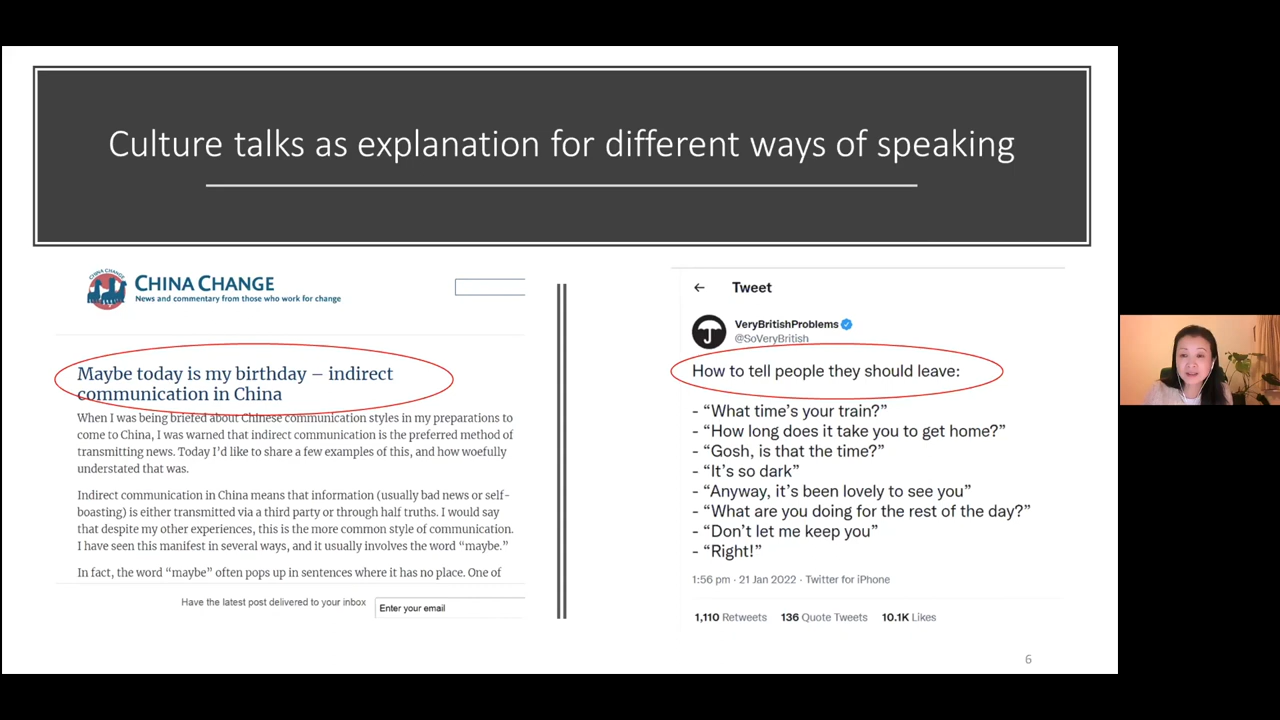 Culture talks as explanation for different ways of speaking
CHINA CHANGE
News and commentary from those who work for change
Maybe today is my birthday – indirect
communication in China
When I was being briefed about Chinese communication styles in my preparations to
come to China, I was warned that indirect communication is the preferred method of
transmitting news. Today I'd like to share a few examples of this, and how woefully
understated that was.
Indirect communication in China means that information (usually bad news or self-
boasting) is either transmitted via a third party or through half truths. I would say
that despite my other experiences, this is the more common style of communication.
I have seen this manifest in several ways, and it usually involves the word “maybe.”
In fact, the word “maybe” often pops up in sentences where it has no place. One of
Have the latest post delivered to your inbox
Enter your email
Tweet
VeryBritishProblems
@SoVeryBritish
How to tell people they should leave:
- “What time's your train?”
- “How long does it take you to get home?”
- “Gosh, is that the time?”
- “It's so dark”
- “Anyway, it's been lovely to see you”
- “What are you doing for the rest of the day?”
- “Don't let me keep you”
- “Right!”
1:56 pm · 21 Jan 2022 · Twitter for iPhone
1,110 Retweets 136 Quote Tweets 10.1K Likes
6